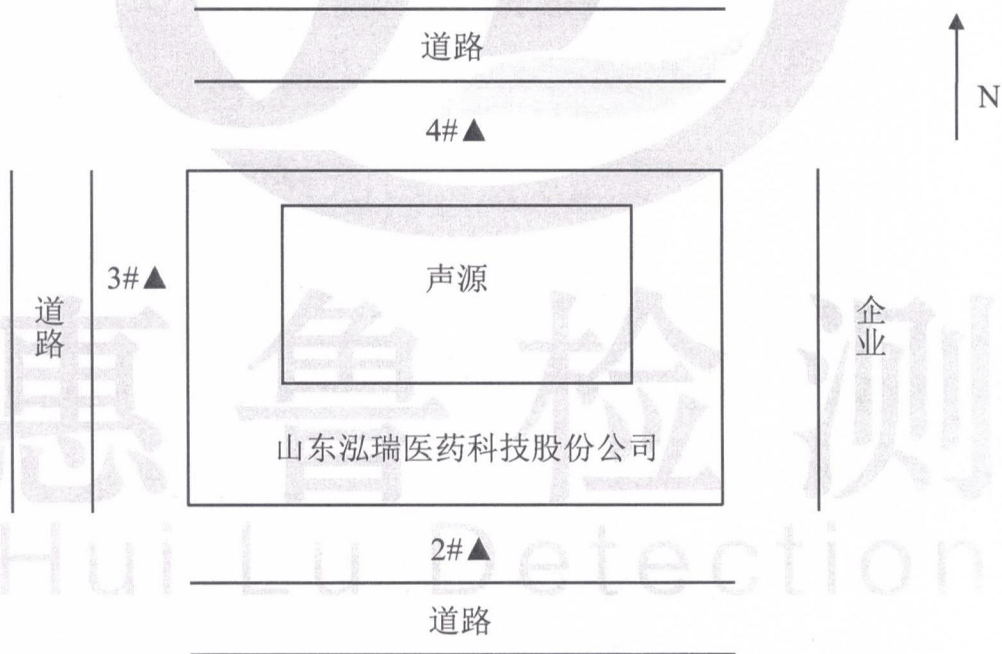 道路
N
4#▲
3#▲
声源
道路
企业
山东泓瑞医药科技股份公司
惠鲁检测
Hui Lu Detection
2#▲
道路